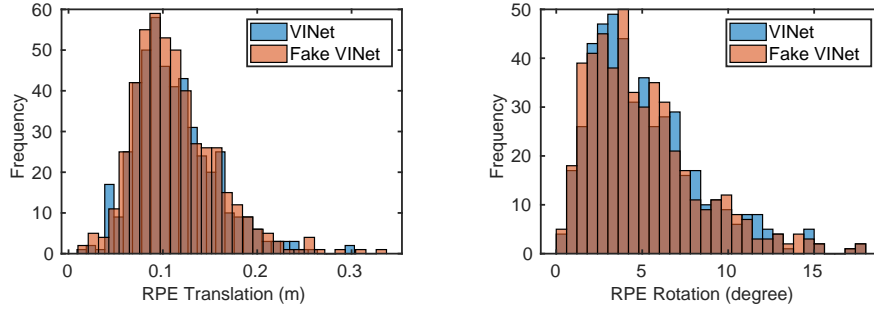 60
50
40
30
20
10
0
Frequency
0
0.1
0.2
0.3
RPE Translation (m)
VINet
Fake VINet
50
40
30
20
10
0
Frequency
0
5
10
15
RPE Rotation (degree)
VINet
Fake VINet